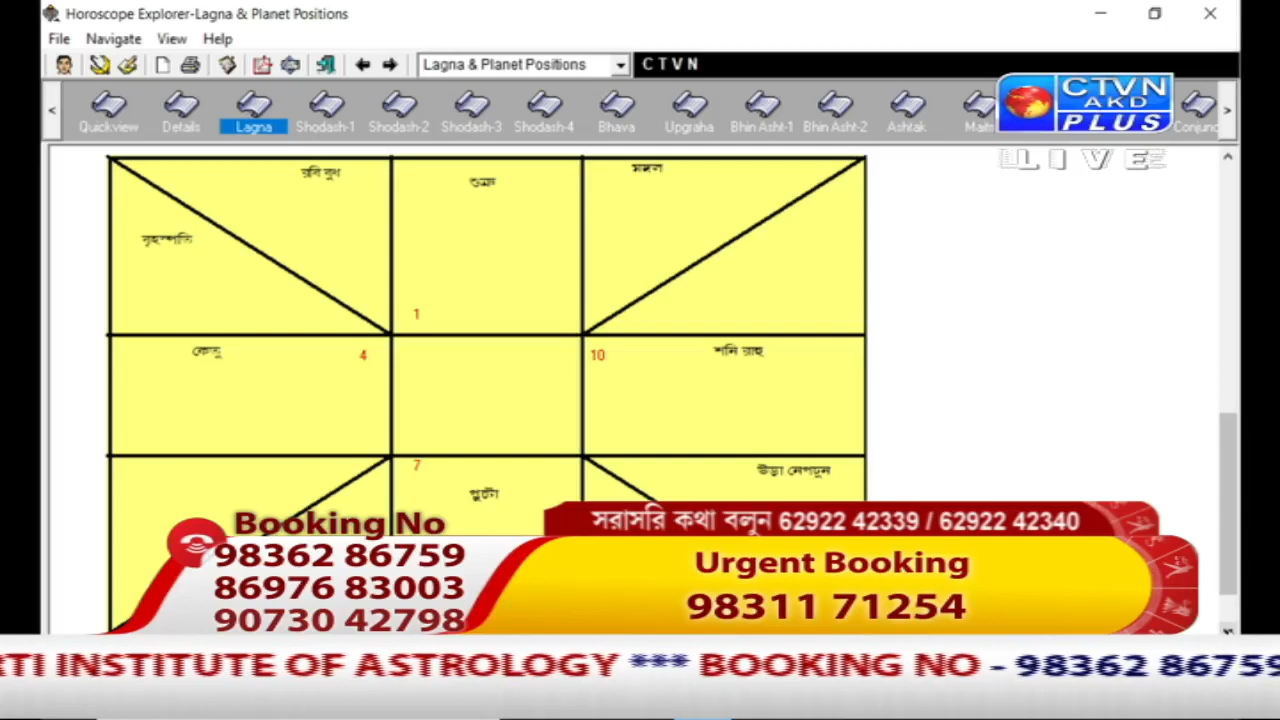 Horoscope Explorer-Lagna & Planet Positions
File Navigate View Help
Lagna & Planet Positions
CTVN
Quickview Details Lagna Shodash-1 Shodash-2 Shodash-3 Shodash-4 Bhava Upgraha Bhin Asht-1 Bhin Asht-2 Ashtak
CTVN
AKD
PLUS
LIVE
রবি বুধ
শুক্র
মঙ্গল
বৃহস্পতি
1
কেতু
4
10
শনি রাহু
7
প্লুটো
নেপচুন
Booking No
98362 86759
86976 83003
90730 42798
সরাসরি কথা বলুন 62922 42339 / 62922 42340
Urgent Booking
98311 71254
RTI INSTITUTE OF ASTROLOGY *** BOOKING NO - 98362 86759